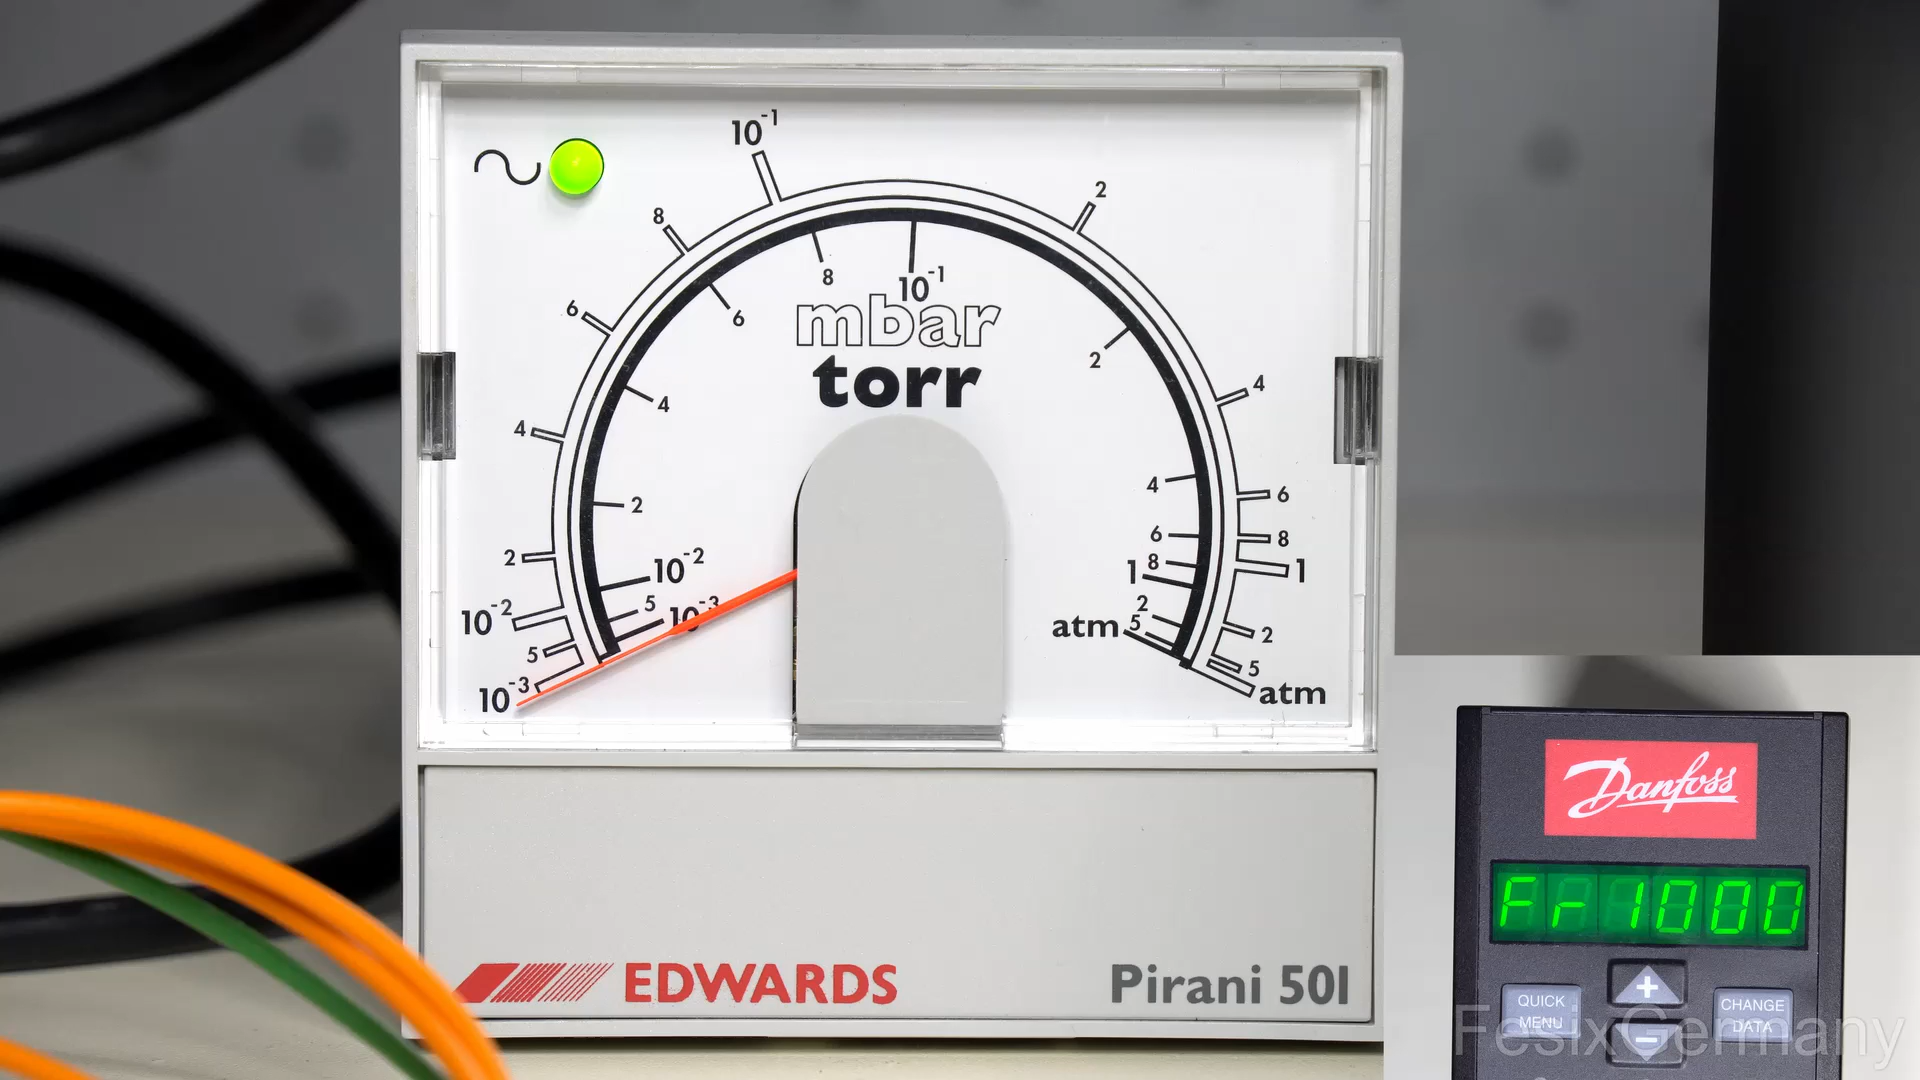 10⁻¹
2
8
8
10⁻¹
6
6
mbar
torr
2
4
4
4
2
4
6
2
6
8
8
10⁻²
1
1
10⁻²
5
10⁻³
2
atm
5
2
5
5
10⁻³
atm
EDWARDS
Pirani 50I
Danfoss
Fr 1000
+
QUICK
MENU
CHANGE
DATA
-
FesixGermany